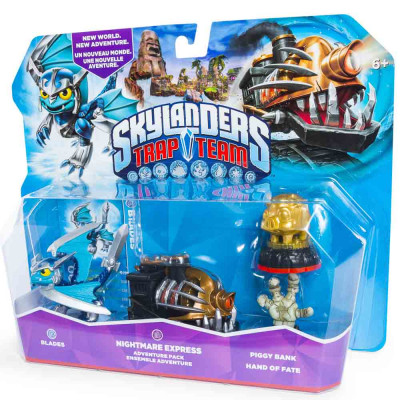 NEW WORLD.
NEW ADVENTURE.
UN NOUVEAU MONDE.
UNE NOUVELLE
AVENTURE.
6+
SKYLANDERS
TRAP TEAM
BLADES
BLADES
NIGHTMARE EXPRESS
ADVENTURE PACK
ENSEMBLE AVENTURE
PIGGY BANK
HAND OF FATE